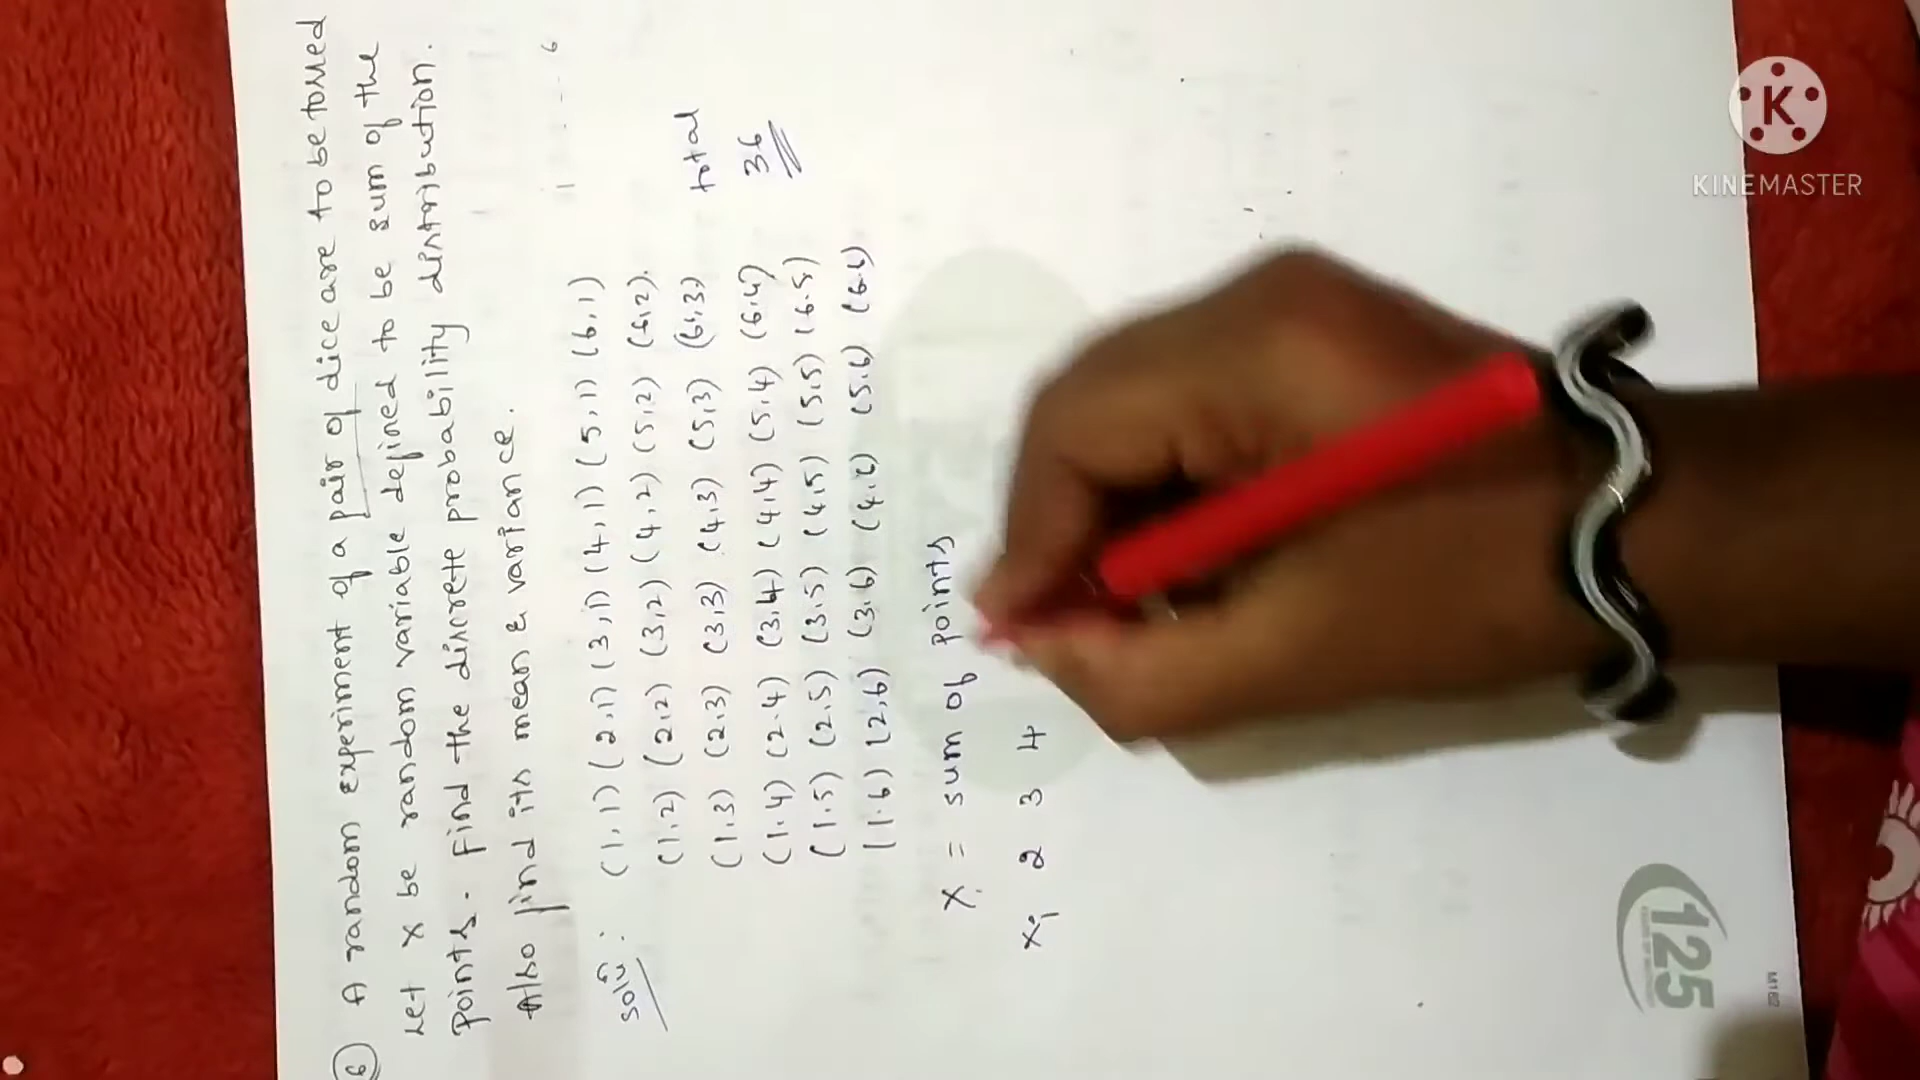 6 A random experiment of a pair of dice are to be tossed
Let x be random variable defined to be sum of the
points. Find the discrete probability distribution.
Also find its mean & variance.
1 --- 6
soln: (1,1) (2,1) (3,1) (4,1) (5,1) (6,1)
(1,2) (2,2) (3,2) (4,2) (5,2) (6,2).
(1,3) (2,3) (3,3) (4,3) (5,3) (6,3) total
(1,4) (2,4) (3,4) (4,4) (5,4) (6,4) 36
(1,5) (2,5) (3,5) (4,5) (5,5) (6,5)
(1,6) (2,6) (3,6) (4,6) (5,6) (6,6)
X = sum of points
xi 2 3 4
KINEMASTER
125
M182